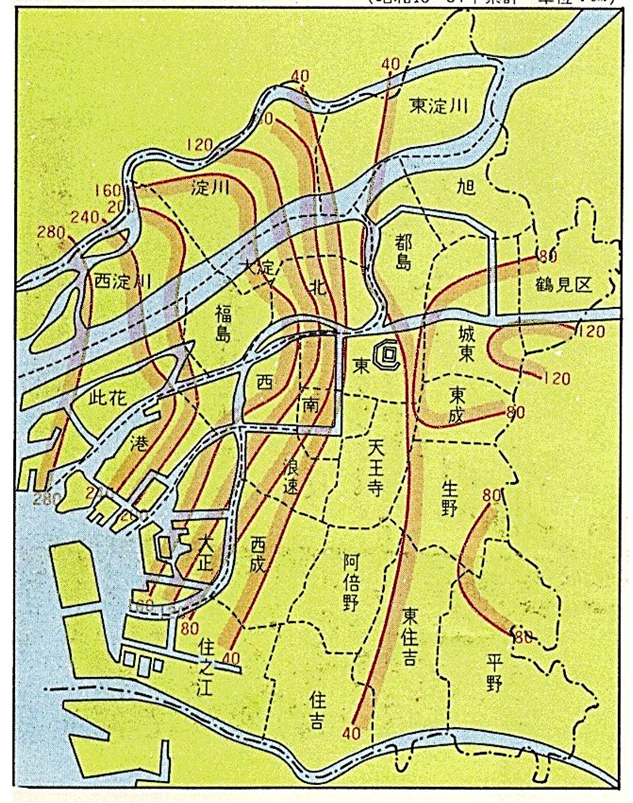 40
40
東淀川
120
淀川
160
旭
20
240
280
都島
80
西淀川
大淀
北
鶴見区
福島
城東
120
東
西
120
此花
東成
南
80
港
天王寺
浪速
生野
80
280
大正
西成
阿倍野
東住吉
80
80
住之江
40
平野
住吉
40